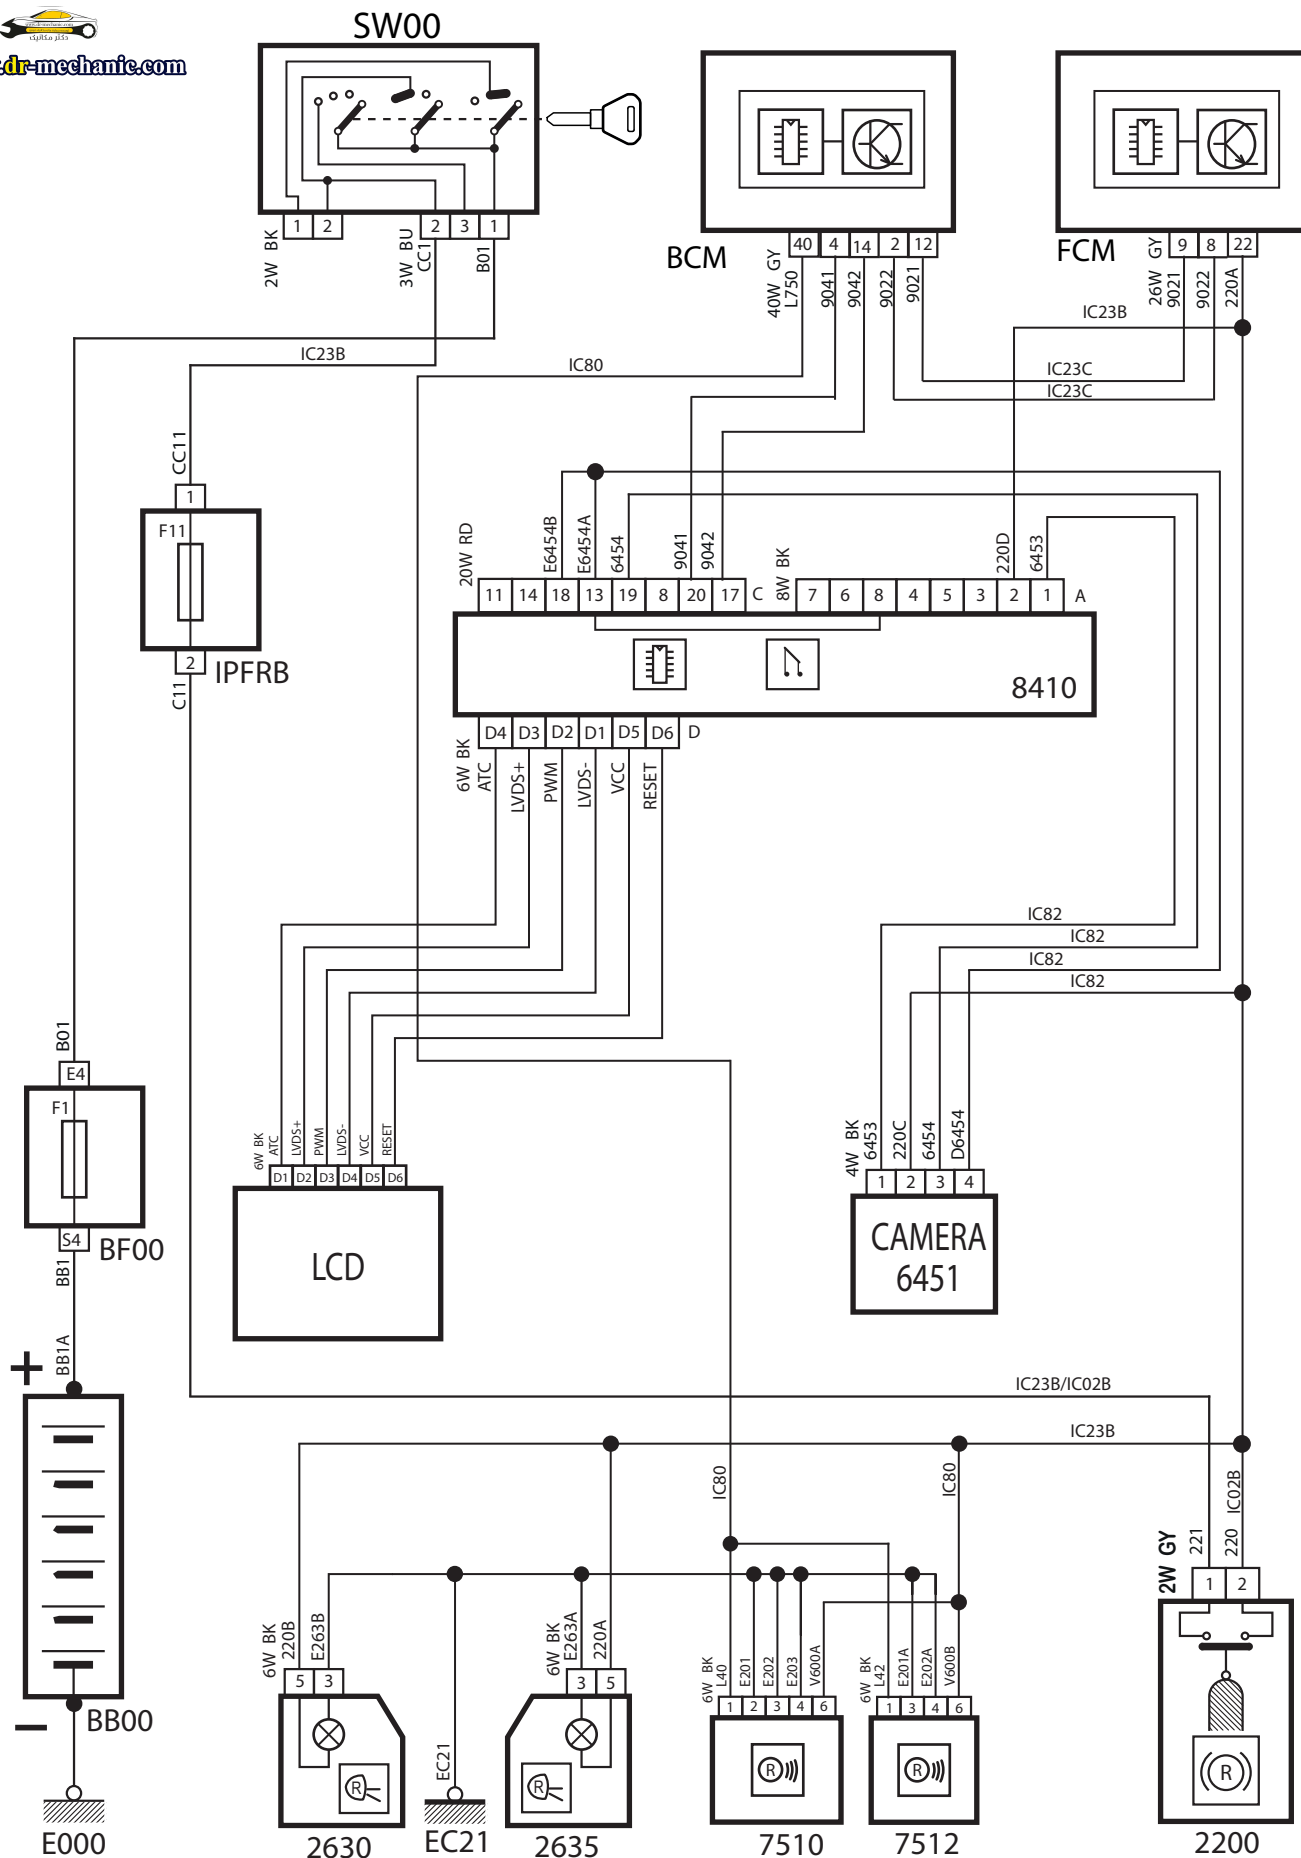 www.dr-mechanic.com
دکتر مکانیک
.dr-mechanic.com
SW00
1 2
2 3 1
2W BK
3W BU
CC1
B01
BCM
40 4 14 2 12
40W GY
L750
9041
9042
9022
9021
FCM
9 8 22
26W GY
9021
9022
220A
IC23B
IC23B
IC80
IC23C
IC23C
CC11
1
F11
2
IPFRB
C11
20W RD
E6454B
E6454A
6454
9041
9042
8W BK
220D
6453
11 14 18 13 19 8 20 17 C
7 6 8 4 5 3 2 1 A
8410
D4 D3 D2 D1 D5 D6 D
6W BK
ATC
LVDS+
PWM
LVDS-
VCC
RESET
IC82
IC82
IC82
IC82
B01
E4
F1
S4
BF00
BB1
BB1A
+
6W BK
ATC
LVDS+
PWM
LVDS-
VCC
RESET
D1 D2 D3 D4 D5 D6
LCD
4W BK
6453
220C
6454
D6454
1 2 3 4
CAMERA
6451
IC23B/IC02B
IC23B
IC80
IC80
IC02B
2W GY
221
220
1 2
R
2200
−
BB00
E000
6W BK
220B
E263B
5 3
R
2630
EC21
EC21
6W BK
E263A
220A
3 5
R
2635
6W BK
L40
E201
E202
E203
V600A
1 2 3 4 6
R
7510
6W BK
L42
E201A
E202A
V600B
1 3 4 6
R
7512